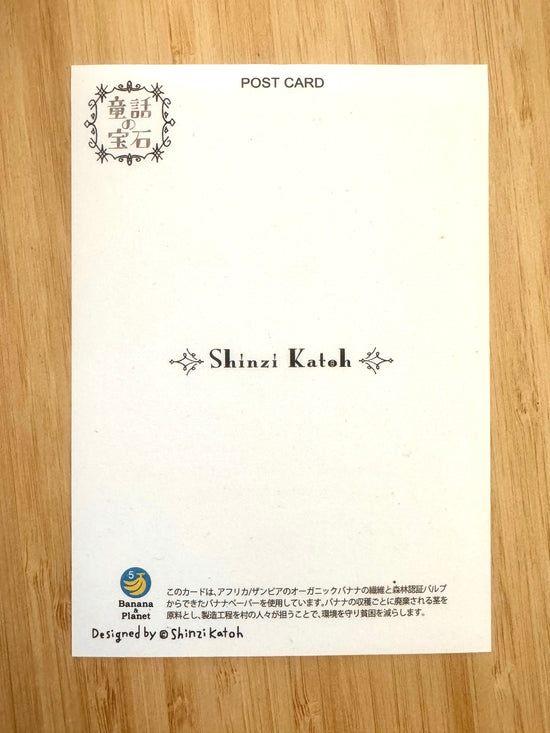 POST CARD
童話
の
宝石
Shinzi Katoh
5
Banana
&
Planet
このカードは、アフリカ/ザンビアのオーガニックバナナの繊維と森林認証パルプ
からできたバナナペーパーを使用しています。バナナの収穫ごとに廃棄される茎を
原料とし、製造工程を村の人々が担うことで、環境を守り貧困を減らします。
Designed by © Shinzi Katoh